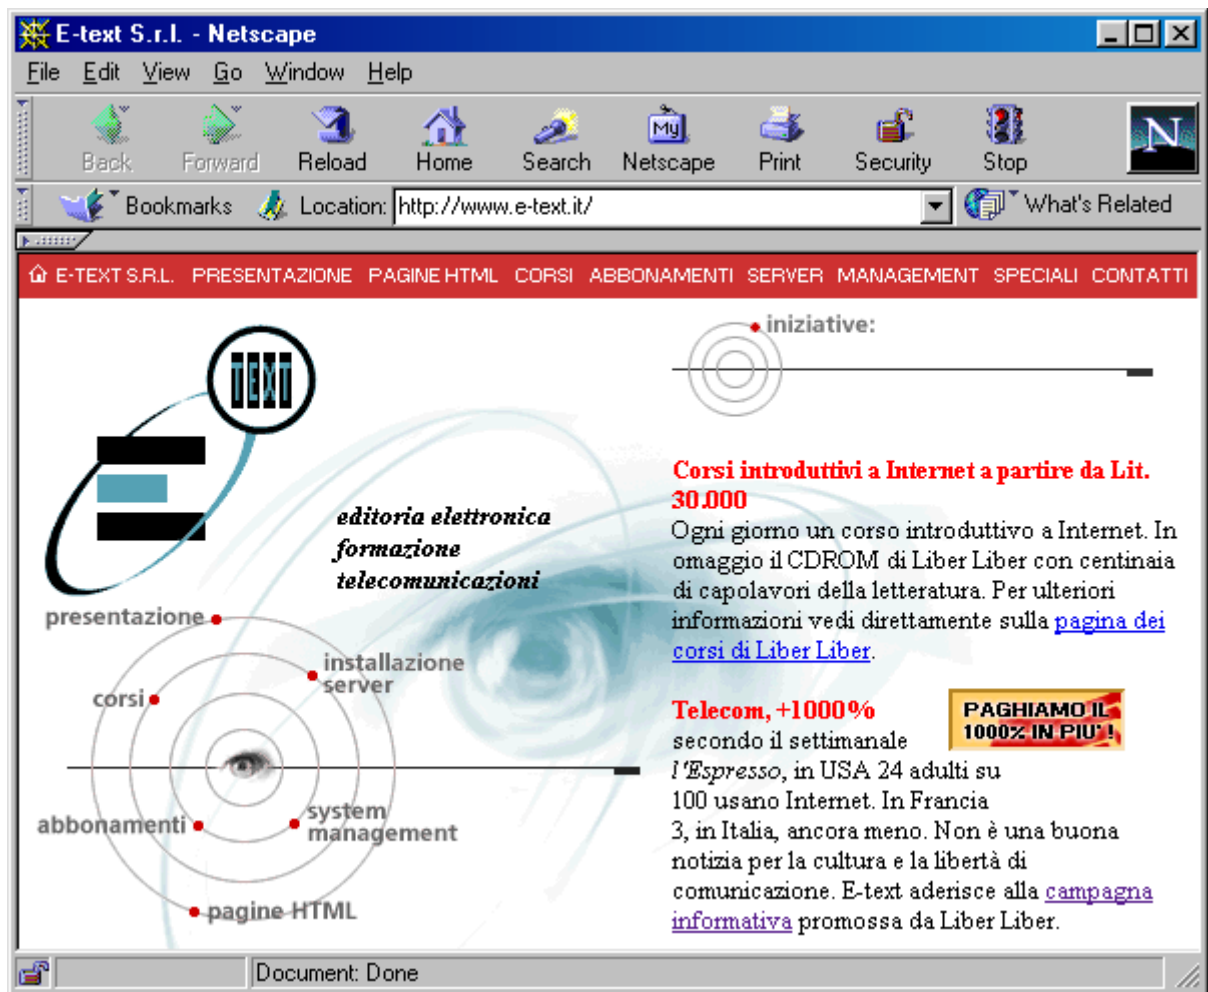 E-text S.r.l. - Netscape
File Edit View Go Window Help
Back Forward Reload Home Search My Netscape Print Security Stop N
Bookmarks Location: http://www.e-text.it/ What's Related
E-TEXT S.R.L. PRESENTAZIONE PAGINE HTML CORSI ABBONAMENTI SERVER MANAGEMENT SPECIALI CONTATTI
TEXT
E
editoria elettronica
formazione
telecomunicazioni
presentazione
installazione
server
corsi
abbonamenti
system
management
pagine HTML
iniziative:
Corsi introduttivi a Internet a partire da Lit.
30.000
Ogni giorno un corso introduttivo a Internet. In
omaggio il CDROM di Liber Liber con centinaia
di capolavori della letteratura. Per ulteriori
informazioni vedi direttamente sulla pagina dei
corsi di Liber Liber.
Telecom, +1000%
PAGHIAMO IL
1000% IN PIU' !
secondo il settimanale
l'Espresso, in USA 24 adulti su
100 usano Internet. In Francia
3, in Italia, ancora meno. Non è una buona
notizia per la cultura e la libertà di
comunicazione. E-text aderisce alla campagna
informativa promossa da Liber Liber.
Document: Done